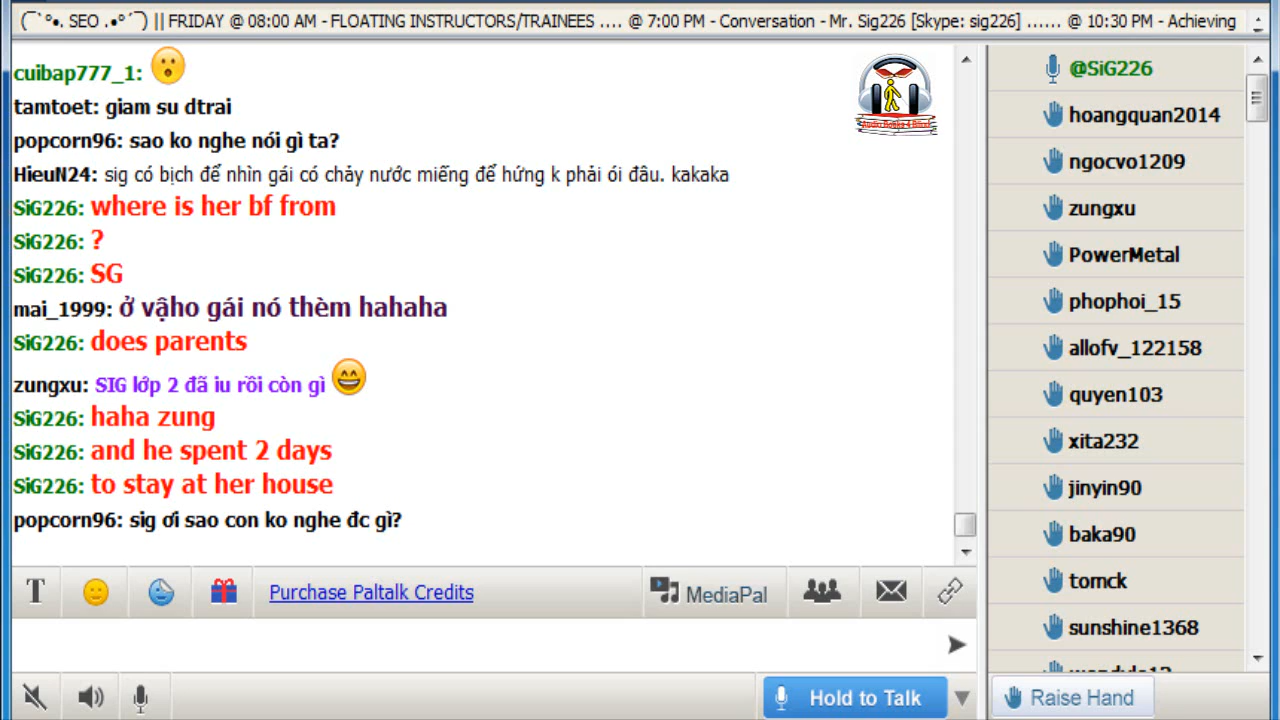 (¯`°•. SEO .•°´¯) || FRIDAY @ 08:00 AM - FLOATING INSTRUCTORS/TRAINEES .... @ 7:00 PM - Conversation - Mr. Sig226 [Skype: sig226] ...... @ 10:30 PM - Achieving
cuibap777_1:
tamtoet: giam su dtrai
popcorn96: sao ko nghe nói gì ta?
HieuN24: sig có bịch để nhìn gái có chảy nước miếng để hứng k phải ói đâu. kakaka
SiG226: where is her bf from
SiG226: ?
SiG226: SG
mai_1999: ở vậho gái nó thèm hahaha
SiG226: does parents
zungxu: SIG lớp 2 đã iu rồi còn gì
SiG226: haha zung
SiG226: and he spent 2 days
SiG226: to stay at her house
popcorn96: sig ơi sao con ko nghe đc gì?
@SiG226
hoangquan2014
ngocvo1209
zungxu
PowerMetal
phophoi_15
allofv_122158
quyen103
xita232
jinyin90
baka90
tomck
sunshine1368
T
Purchase Paltalk Credits
MediaPal
Hold to Talk
Raise Hand